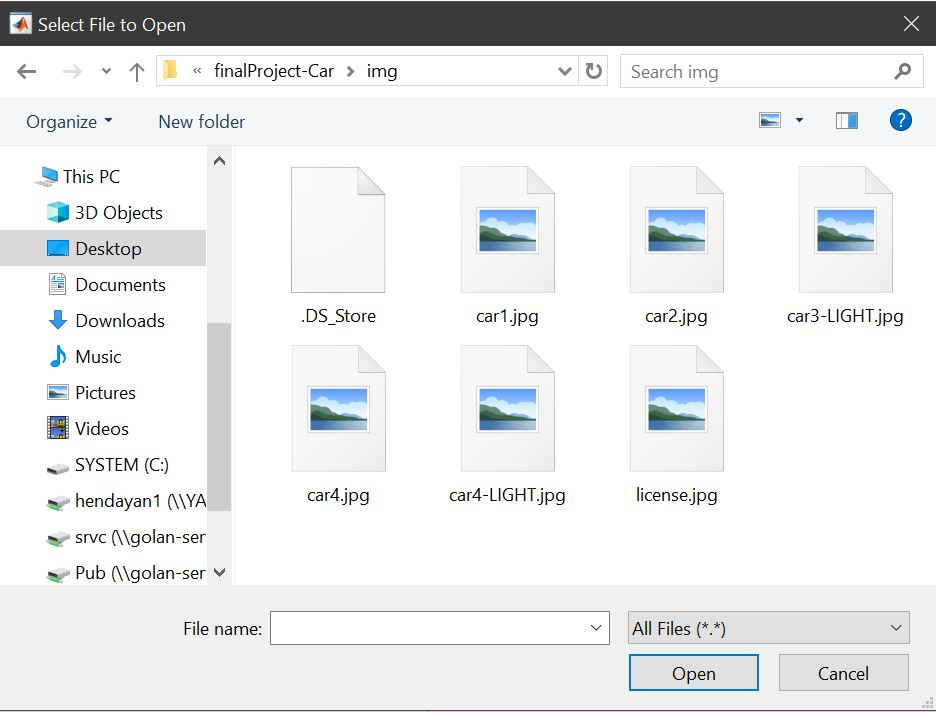 Select File to Open
« finalProject-Car > img
Search img
Organize
New folder
?
This PC
3D Objects
Desktop
Documents
Downloads
Music
Pictures
Videos
SYSTEM (C:)
hendayan1 (\\YA
srvc (\\golan-ser
Pub (\\golan-ser
.DS_Store
car1.jpg
car2.jpg
car3-LIGHT.jpg
car4.jpg
car4-LIGHT.jpg
license.jpg
File name:
All Files (*.*)
Open
Cancel